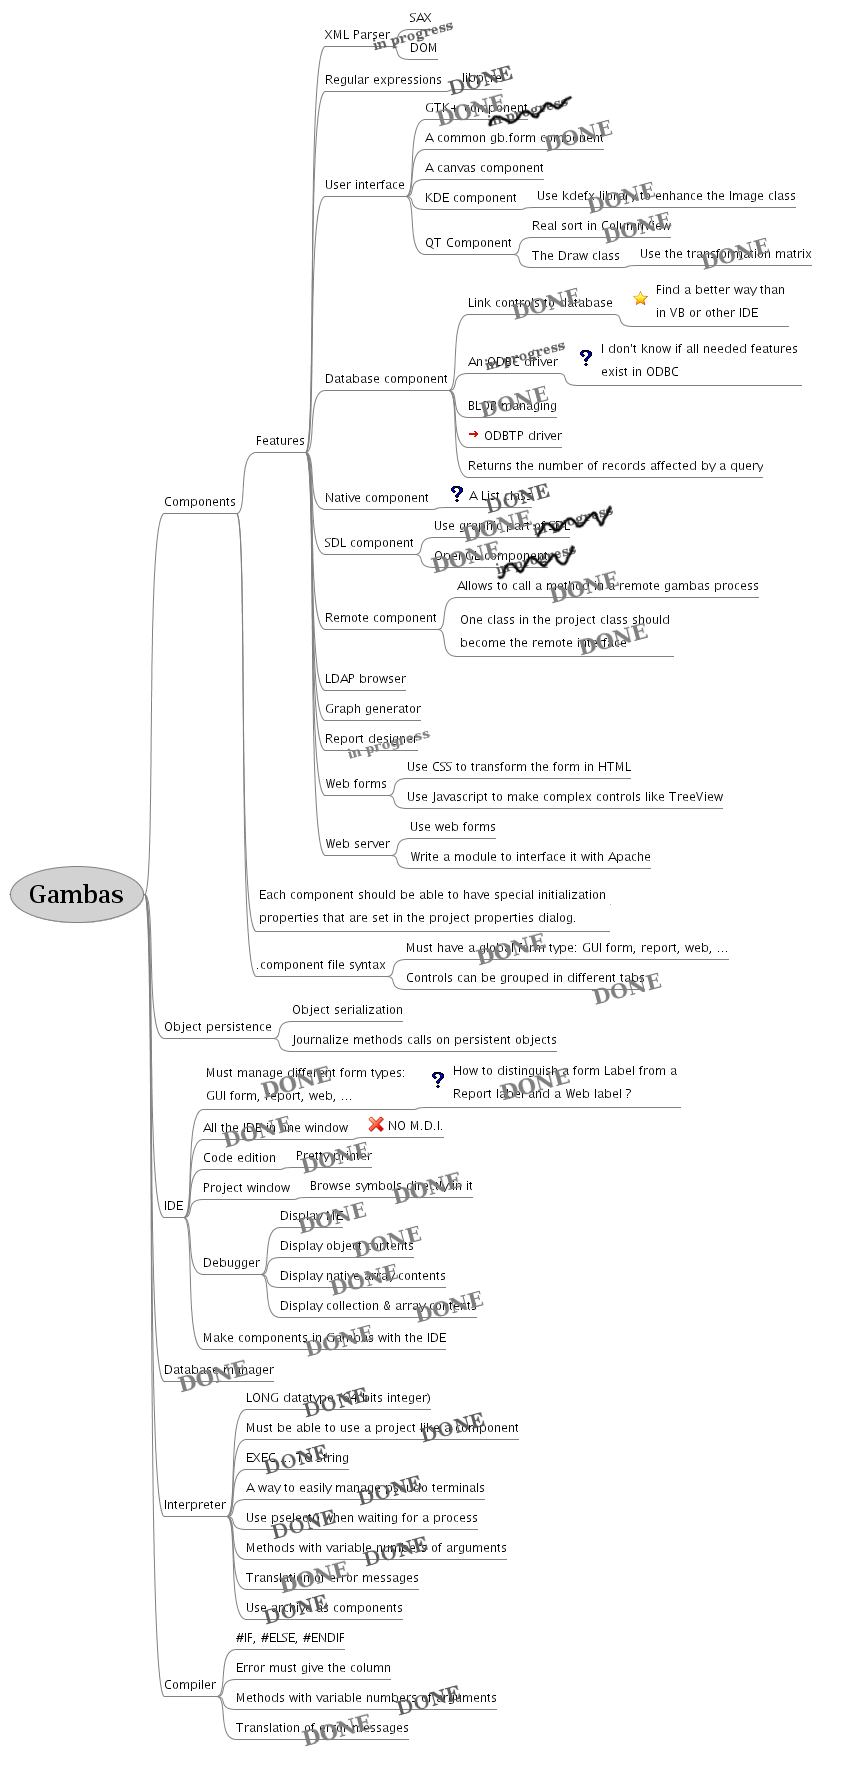 SAX
XML Parser
in progress
DOM
Regular expressions
libpcre
DONE
GTK+ component
DONE
in progress
A common gb.form component
DONE
A canvas component
User interface
KDE component
Use kdefx library to enhance the Image class
DONE
Real sort in ColumnView
DONE
QT Component
The Draw class
Use the transformation matrix
DONE
Link controls to database
DONE
Find a better way than
in VB or other IDE
An ODBC driver
in progress
I don't know if all needed features
exist in ODBC
Database component
BLOB managing
DONE
ODBTP driver
Features
Returns the number of records affected by a query
Components
Native component
A List class
DONE
Use graphic part of SDL
DONE
in progress
SDL component
OpenGL component
DONE
in progress
Allows to call a method in a remote gambas process
DONE
Remote component
One class in the project class should
become the remote interface
DONE
LDAP browser
Graph generator
Report designer
in progress
Use CSS to transform the form in HTML
Web forms
Use Javascript to make complex controls like TreeView
Use web forms
Web server
Write a module to interface it with Apache
Gambas
Each component should be able to have special initialization
properties that are set in the project properties dialog.
Must have a global form type: GUI form, report, web, ...
DONE
.component file syntax
Controls can be grouped in different tabs
DONE
Object serialization
Object persistence
Journalize methods calls on persistent objects
Must manage different form types:
GUI form, report, web, ...
DONE
How to distinguish a form Label from a
Report label and a Web label ?
DONE
All the IDE in one window
DONE
NO M.D.I.
Code edition
Pretty printer
DONE
Project window
Browse symbols directly in it
DONE
IDE
Display ME
DONE
Display object contents
DONE
Debugger
Display native array contents
DONE
Display collection & array contents
DONE
Make components in Gambas with the IDE
DONE
Database manager
DONE
LONG datatype (64 bits integer)
DONE
Must be able to use a project like a component
DONE
EXEC ... TO String
DONE
A way to easily manage pseudo terminals
DONE
Interpreter
Use pselect() when waiting for a process
DONE
Methods with variable numbers of arguments
DONE
Translation of error messages
DONE
Use archive as components
DONE
#IF, #ELSE, #ENDIF
Error must give the column
Compiler
Methods with variable numbers of arguments
DONE
Translation of error messages
DONE